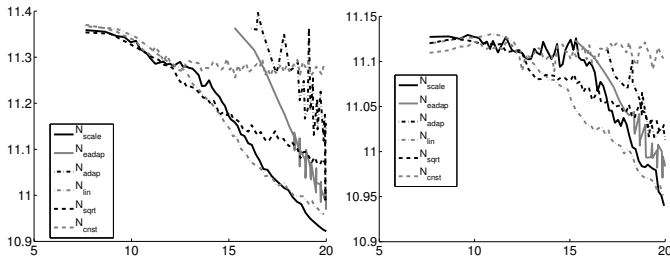 11.4
11.3
11.2
11.1
11
10.9
5
10
15
20
N_scale
N_eadap
N_adap
N_lin
N_sqrt
N_cnst
11.15
11.1
11.05
11
10.95
10.9
5
10
15
20
N_scale
N_eadap
N_adap
N_lin
N_sqrt
N_cnst